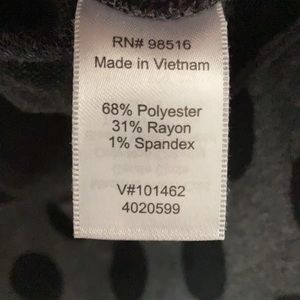 RN# 98516
Made in Vietnam
68% Polyester
31% Rayon
1% Spandex
V#101462
4020599